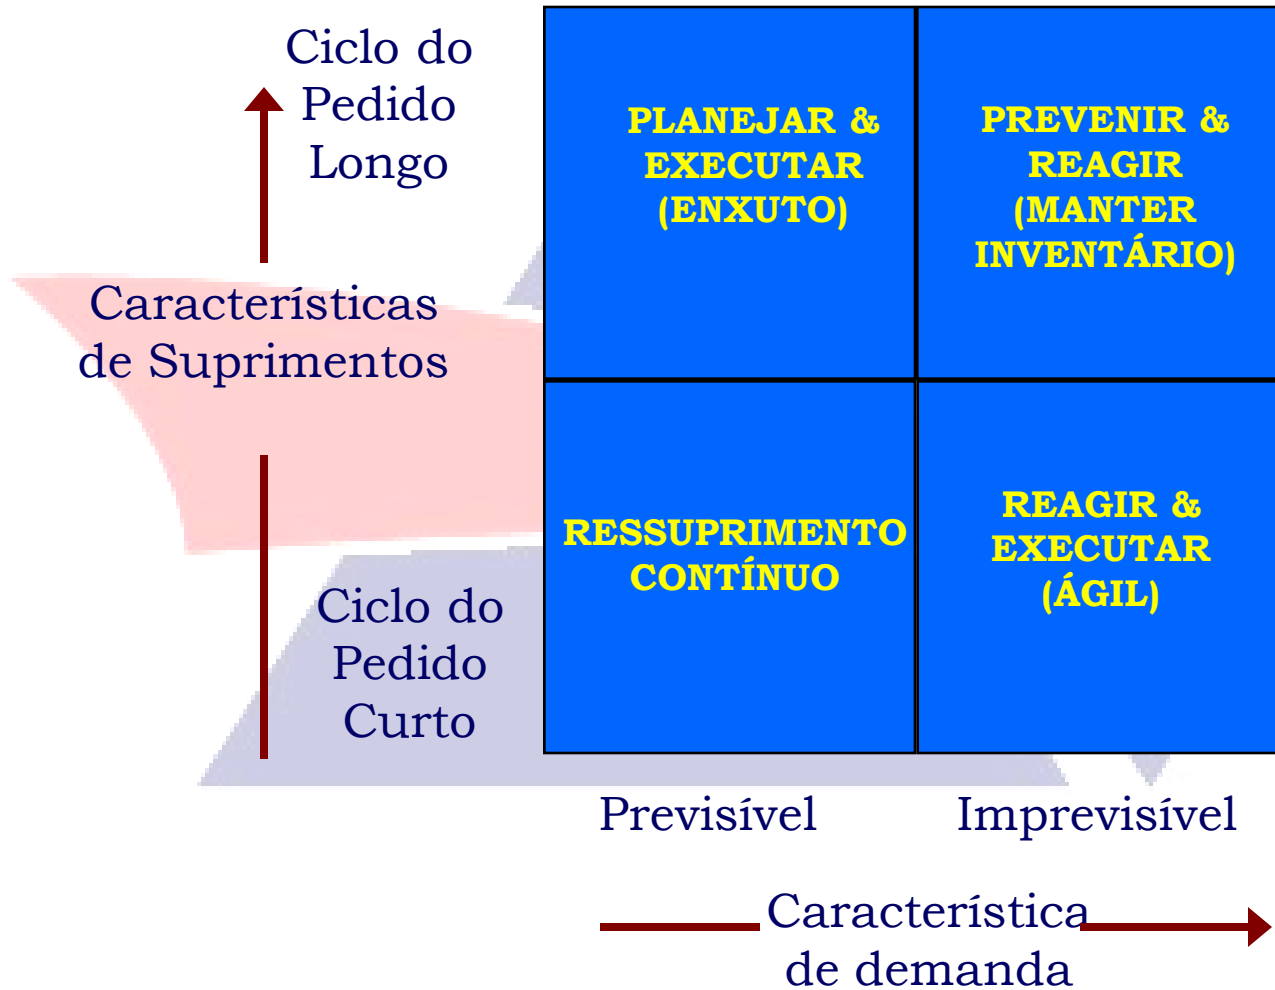 Ciclo do
Pedido
Longo
PLANEJAR &
EXECUTAR
(ENXUTO)
PREVENIR &
REAGIR
(MANTER
INVENTÁRIO)
Características
de Suprimentos
RESSUPRIMENTO
CONTÍNUO
REAGIR &
EXECUTAR
(ÁGIL)
Ciclo do
Pedido
Curto
Previsível
Imprevisível
Característica
de demanda